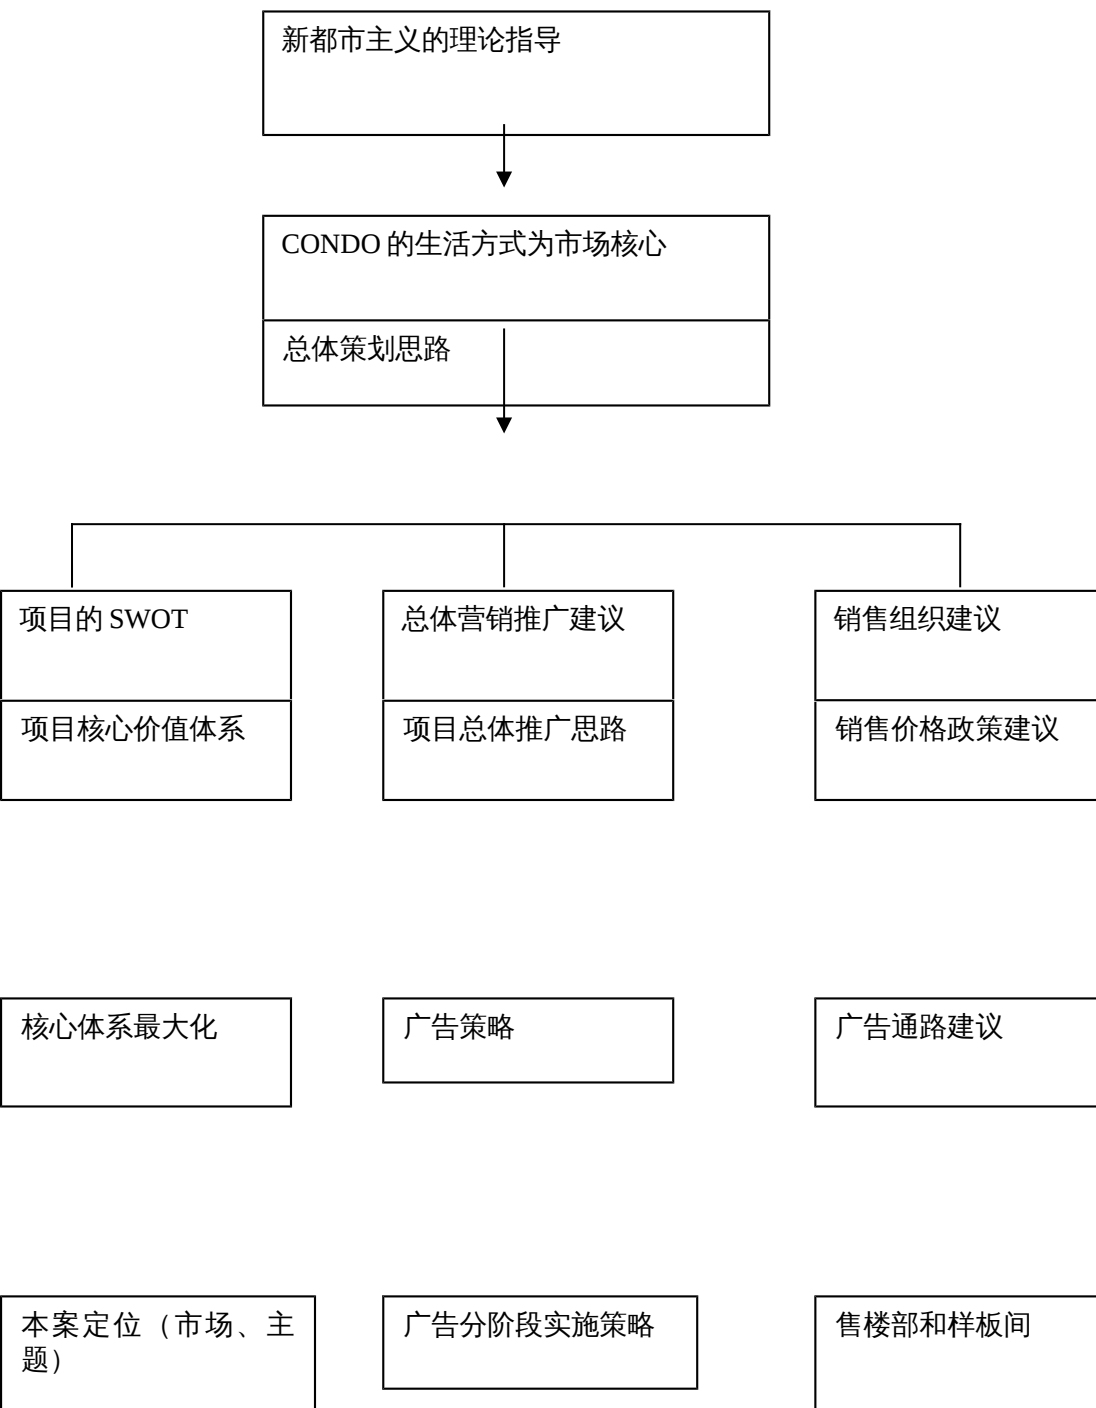 新都市主义的理论指导
CONDO 的生活方式为市场核心
总体策划思路
项目的 SWOT
总体营销推广建议
销售组织建议
项目核心价值体系
项目总体推广思路
销售价格政策建议
核心体系最大化
广告策略
广告通路建议
本案定位（市场、主
题）
广告分阶段实施策略
售楼部和样板间